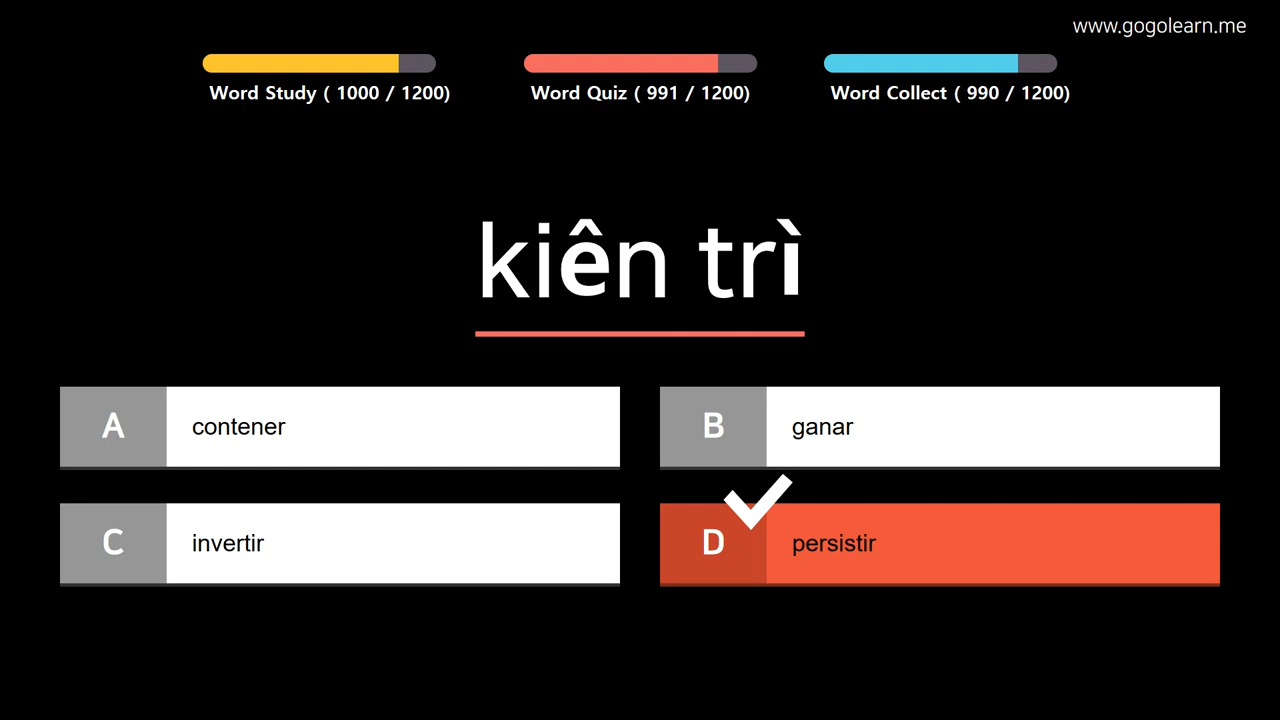 www.gogolearn.me
Word Study ( 1000 / 1200)
Word Quiz ( 991 / 1200)
Word Collect ( 990 / 1200)
kiên trì
A
contener
B
ganar
C
invertir
D
persistir